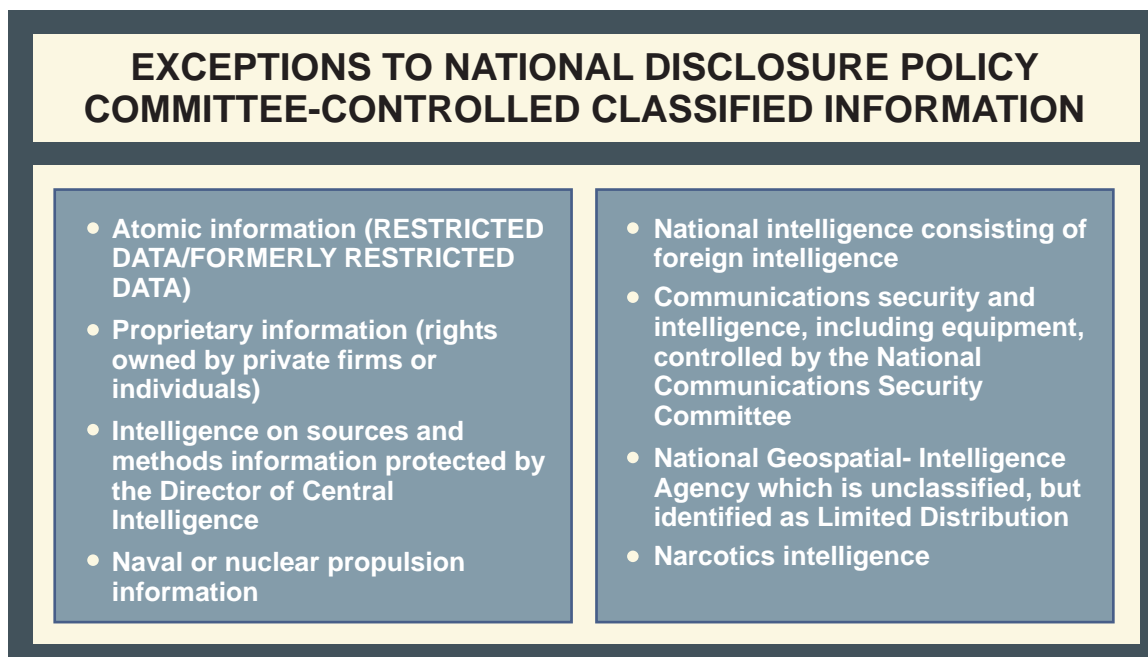 EXCEPTIONS TO NATIONAL DISCLOSURE POLICY
COMMITTEE-CONTROLLED CLASSIFIED INFORMATION
• Atomic information (RESTRICTED
DATA/FORMERLY RESTRICTED
DATA)
• Proprietary information (rights
owned by private firms or
individuals)
• Intelligence on sources and
methods information protected by
the Director of Central
Intelligence
• Naval or nuclear propulsion
information
• National intelligence consisting of
foreign intelligence
• Communications security and
intelligence, including equipment,
controlled by the National
Communications Security
Committee
• National Geospatial- Intelligence
Agency which is unclassified, but
identified as Limited Distribution
• Narcotics intelligence